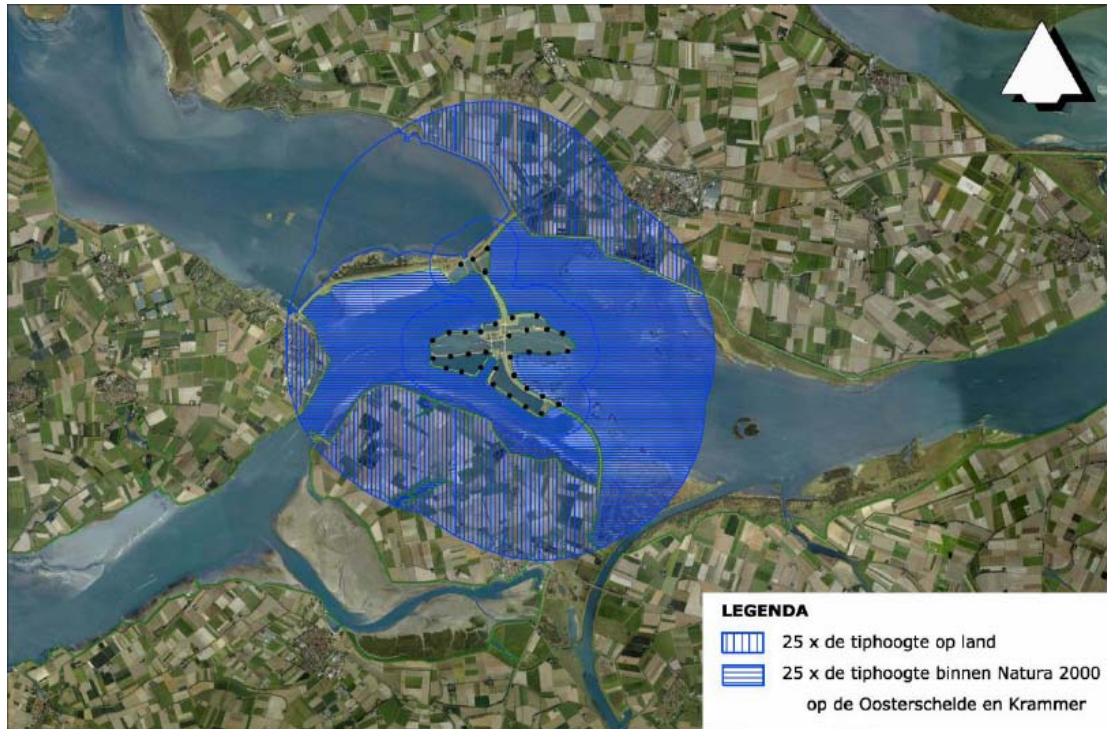 LEGENDA
25 x de tiphoogte op land
25 x de tiphoogte binnen Natura 2000
op de Oosterschelde en Krammer